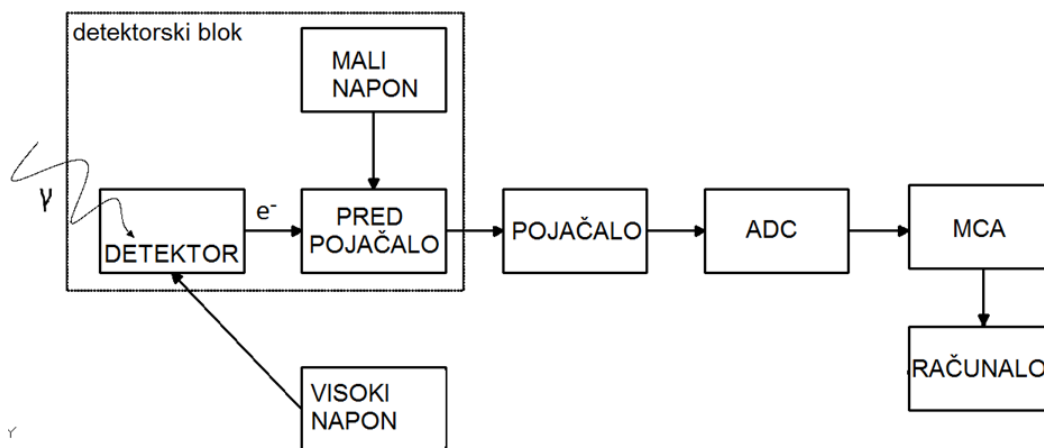 detektorski blok
MALI
NAPON
γ
DETEKTOR
e-
PRED
POJAČALO
POJAČALO
ADC
MCA
RAČUNALO
VISOKI
NAPON
γ